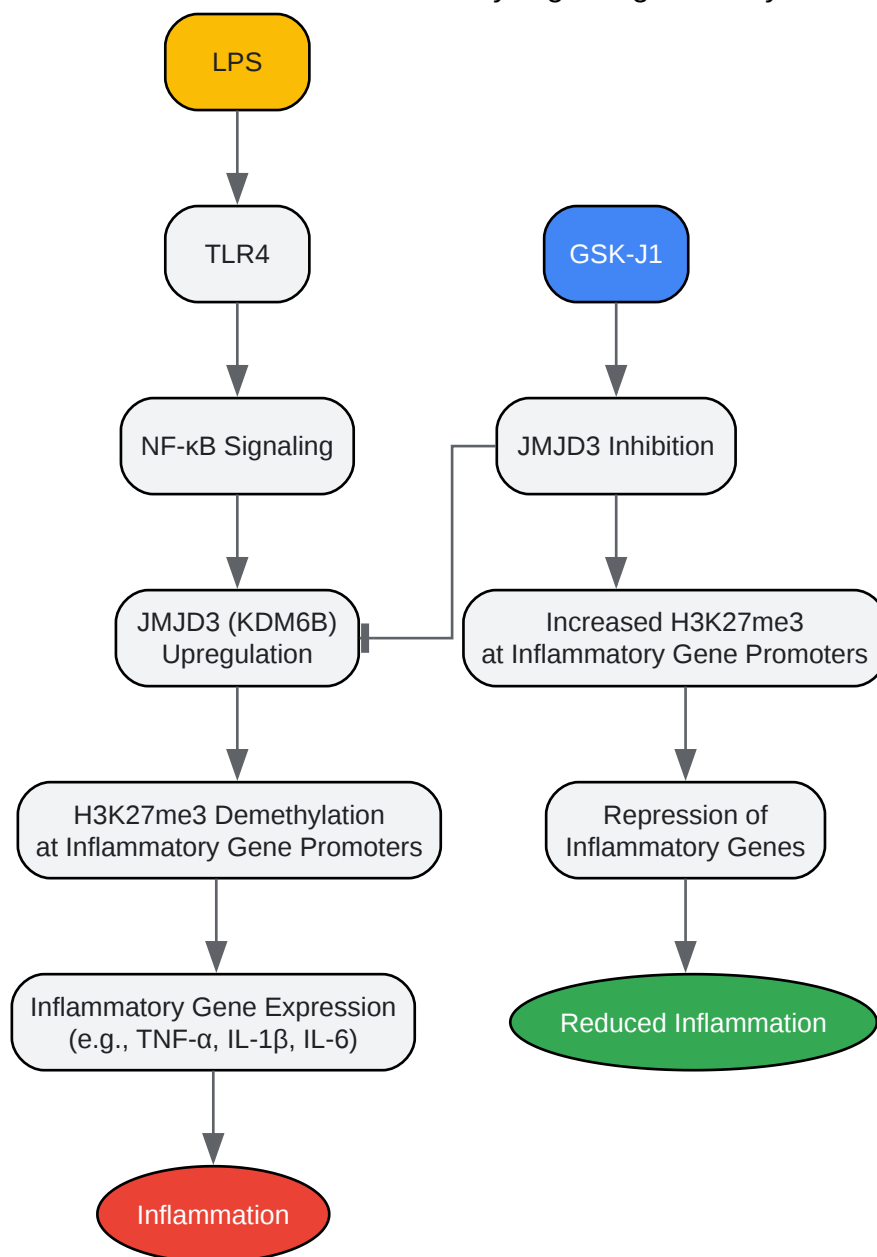 LPS
TLR4
NF-κB Signaling
JMJD3 (KDM6B)
Upregulation
H3K27me3 Demethylation
at Inflammatory Gene Promoters
Inflammatory Gene Expression
(e.g., TNF-α, IL-1β, IL-6)
Inflammation
GSK-J1
JMJD3 Inhibition
Increased H3K27me3
at Inflammatory Gene Promoters
Repression of
Inflammatory Genes
Reduced Inflammation